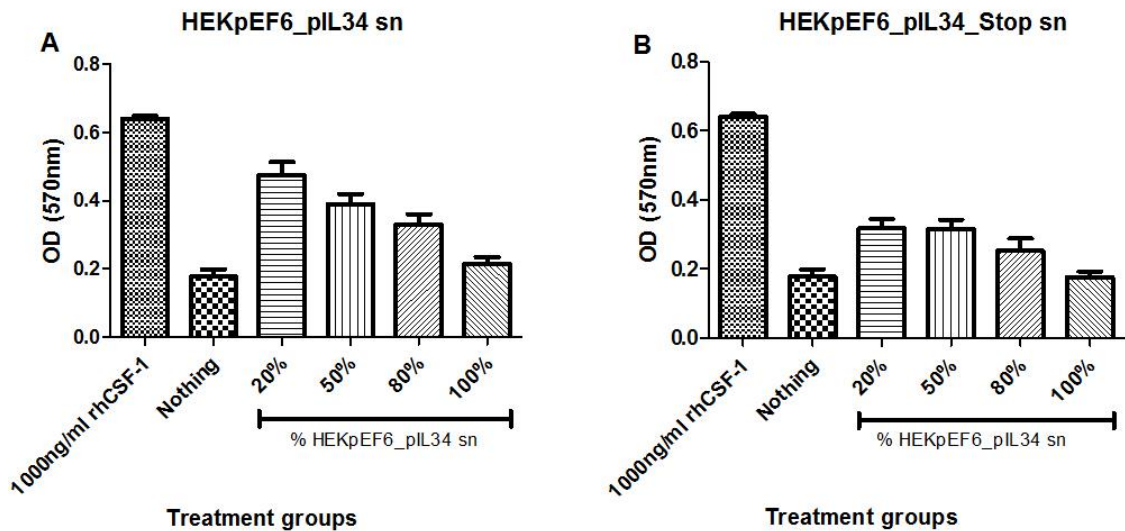 A
HEKpEF6_pIL34 sn
OD (570nm)
0.8
0.6
0.4
0.2
0.0
1000ng/ml rhCSF-1
Nothing
20%
50%
80%
100%
% HEKpEF6_pIL34 sn
Treatment groups
B
HEKpEF6_pIL34_Stop sn
OD (570nm)
0.8
0.6
0.4
0.2
0.0
1000ng/ml rhCSF-1
Nothing
20%
50%
80%
100%
% HEKpEF6_pIL34 sn
Treatment groups